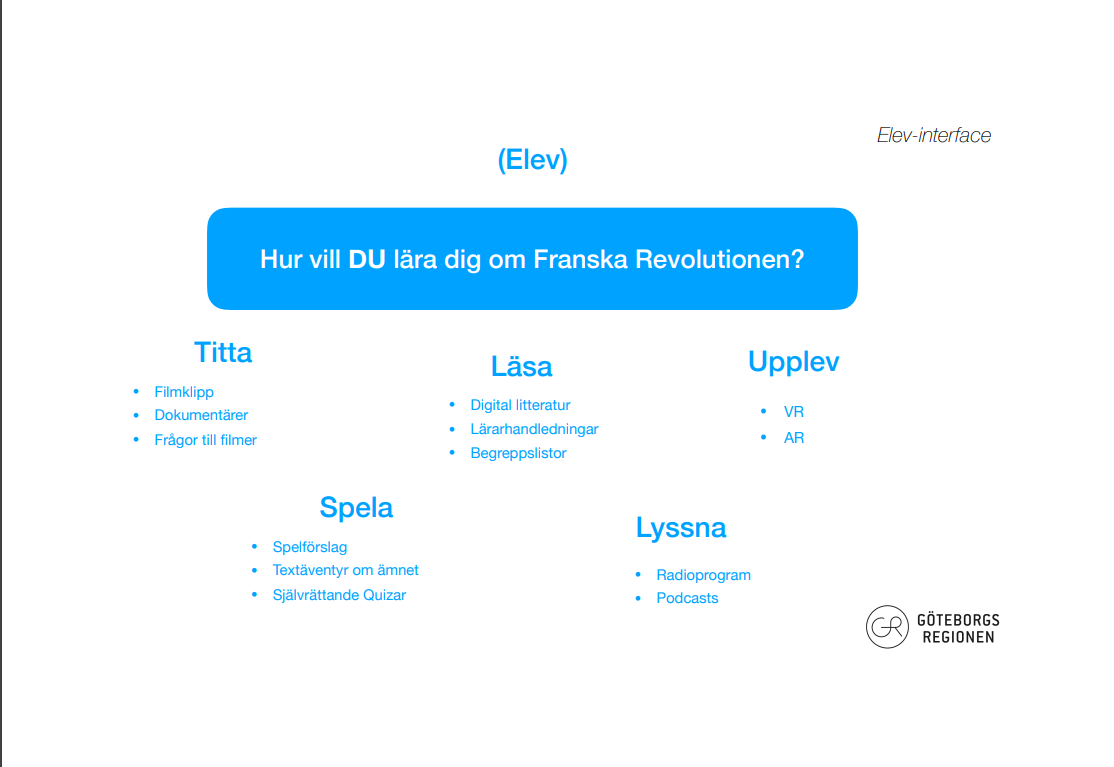 Elev-interface
(Elev)
Hur vill DU lära dig om Franska Revolutionen?
Titta
• Filmklipp
• Dokumentärer
• Frågor till filmer
Läsa
• Digital litteratur
• Lärarhandledningar
• Begreppslistor
Upplev
• VR
• AR
Spela
• Spelförslag
• Textäventyr om ämnet
• Självrättande Quizar
Lyssna
• Radioprogram
• Podcasts
GR
GÖTEBORGS
REGIONEN